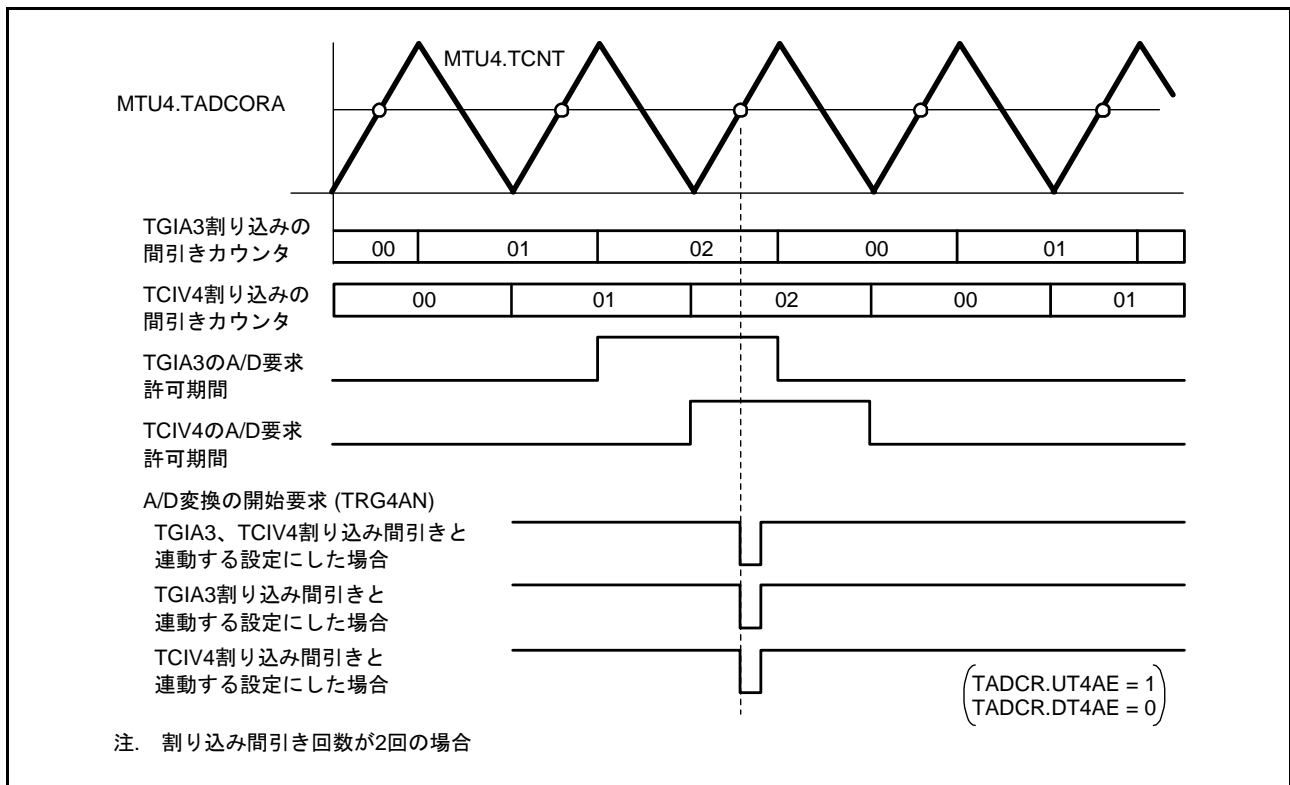 MTU4.TCNT
MTU4.TADCORA
TGIA3割り込みの
間引きカウンタ
00 01 02 00 01
TCIV4割り込みの
間引きカウンタ
00 01 02 00 01
TGIA3のA/D要求
許可期間
TCIV4のA/D要求
許可期間
A/D変換の開始要求 (TRG4AN)
TGIA3、TCIV4割り込み間引きと
連動する設定にした場合
TGIA3割り込み間引きと
連動する設定にした場合
TCIV4割り込み間引きと
連動する設定にした場合
TADCR.UT4AE = 1
TADCR.DT4AE = 0
注. 割り込み間引き回数が2回の場合